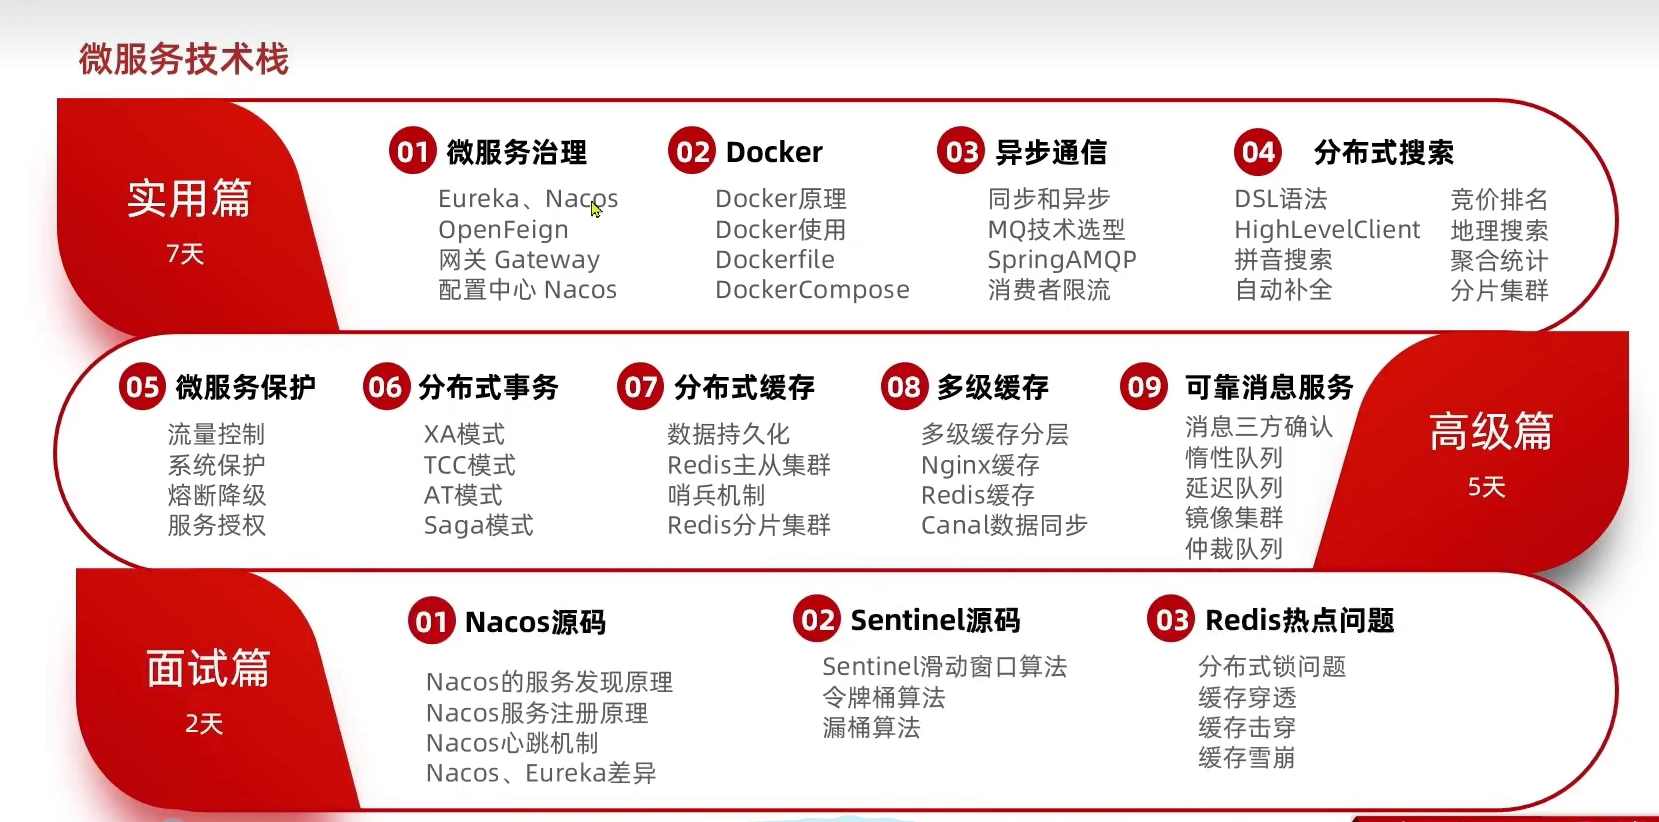 微服务技术栈
实用篇
7天
01 微服务治理
Eureka、Nacos
OpenFeign
网关 Gateway
配置中心 Nacos
02 Docker
Docker原理
Docker使用
Dockerfile
DockerCompose
03 异步通信
同步和异步
MQ技术选型
SpringAMQP
消费者限流
04 分布式搜索
DSL语法
HighLevelClient
拼音搜索
自动补全
竞价排名
地理搜索
聚合统计
分片集群
05 微服务保护
流量控制
系统保护
熔断降级
服务授权
06 分布式事务
XA模式
TCC模式
AT模式
Saga模式
07 分布式缓存
数据持久化
Redis主从集群
哨兵机制
Redis分片集群
08 多级缓存
多级缓存分层
Nginx缓存
Redis缓存
Canal数据同步
09 可靠消息服务
消息三方确认
惰性队列
延迟队列
镜像集群
仲裁队列
高级篇
5天
面试篇
2天
01 Nacos源码
Nacos的服务发现原理
Nacos服务注册原理
Nacos心跳机制
Nacos、Eureka差异
02 Sentinel源码
Sentinel滑动窗口算法
令牌桶算法
漏桶算法
03 Redis热点问题
分布式锁问题
缓存穿透
缓存击穿
缓存雪崩